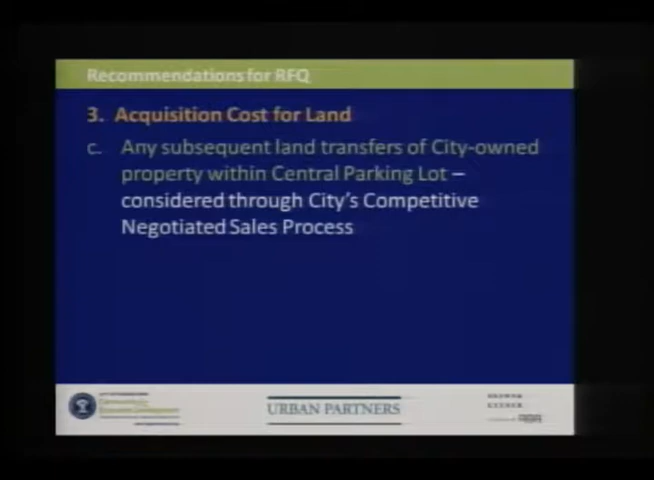 Recommendations for RFQ
3. Acquisition Cost for Land
c. Any subsequent land transfers of City-owned
property within Central Parking Lot –
considered through City's Competitive
Negotiated Sales Process
URBAN PARTNERS